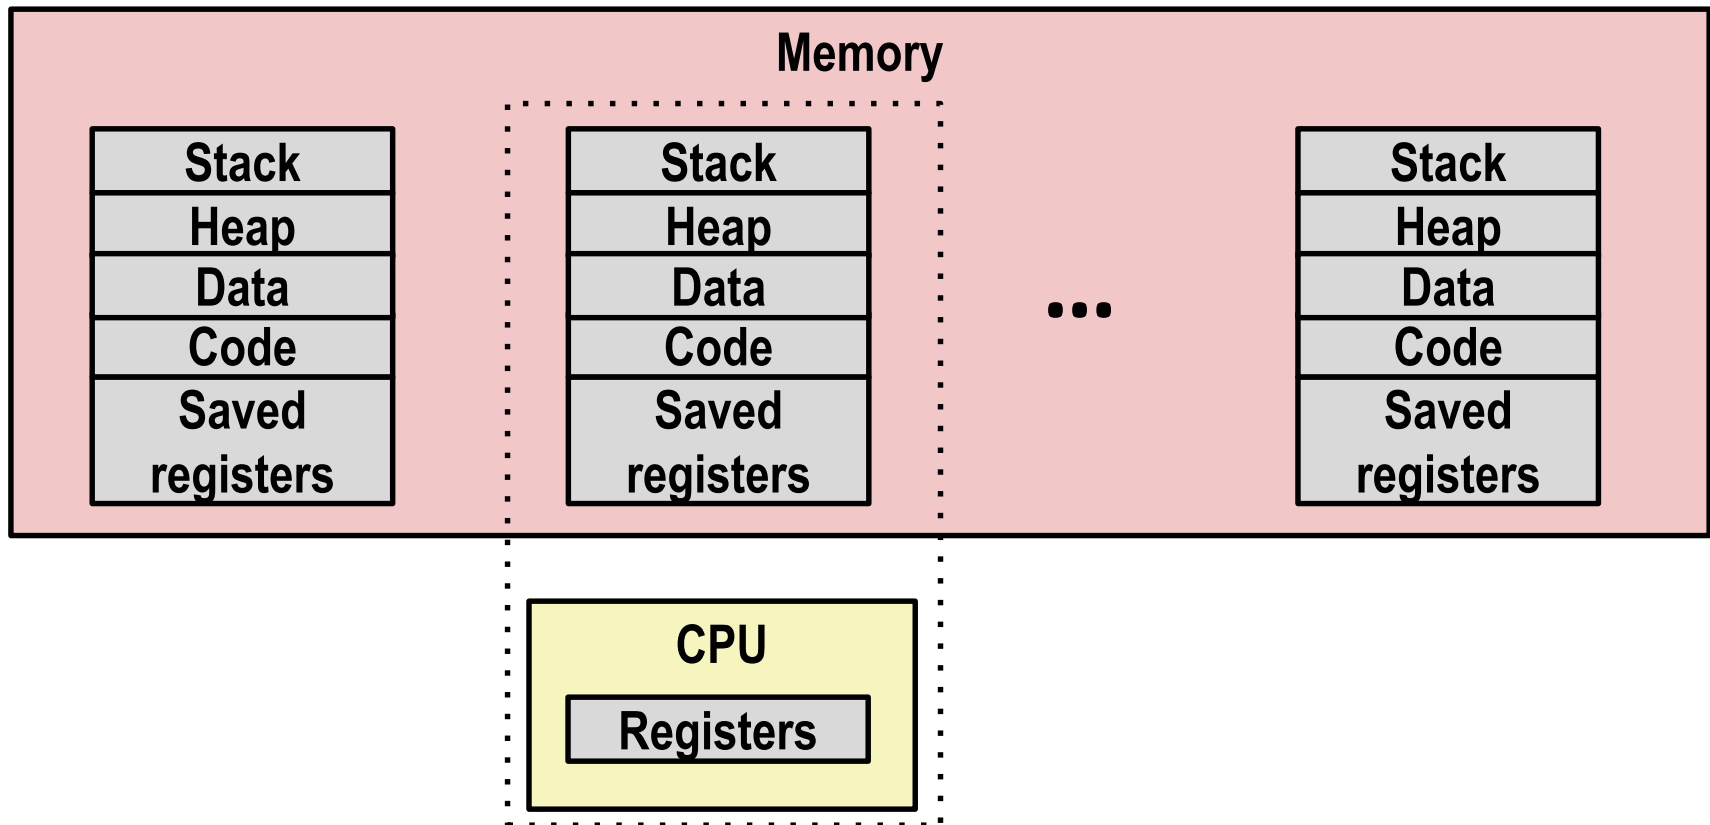 Memory
Stack
Heap
Data
Code
Saved
registers
Stack
Heap
Data
Code
Saved
registers
...
Stack
Heap
Data
Code
Saved
registers
CPU
Registers